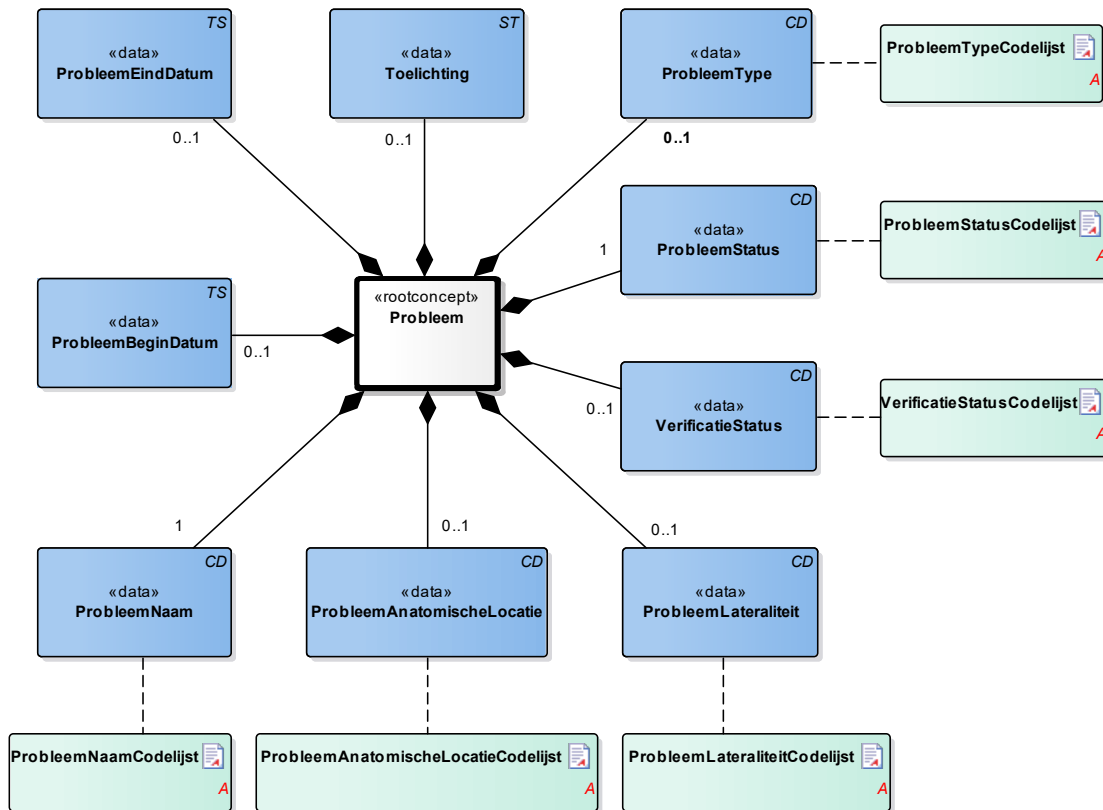 TS
«data»
ProbleemEindDatum
0..1
ST
«data»
Toelichting
0..1
CD
«data»
ProbleemType
0..1
ProbleemTypeCodelijst
A
CD
«data»
ProbleemStatus
1
ProbleemStatusCodelijst
A
TS
«data»
ProbleemBeginDatum
0..1
«rootconcept»
Probleem
CD
«data»
VerificatieStatus
0..1
VerificatieStatusCodelijst
A
1
CD
«data»
ProbleemNaam
0..1
CD
«data»
ProbleemAnatomischeLocatie
0..1
CD
«data»
ProbleemLateraliteit
ProbleemNaamCodelijst
A
ProbleemAnatomischeLocatieCodelijst
A
ProbleemLateraliteitCodelijst
A